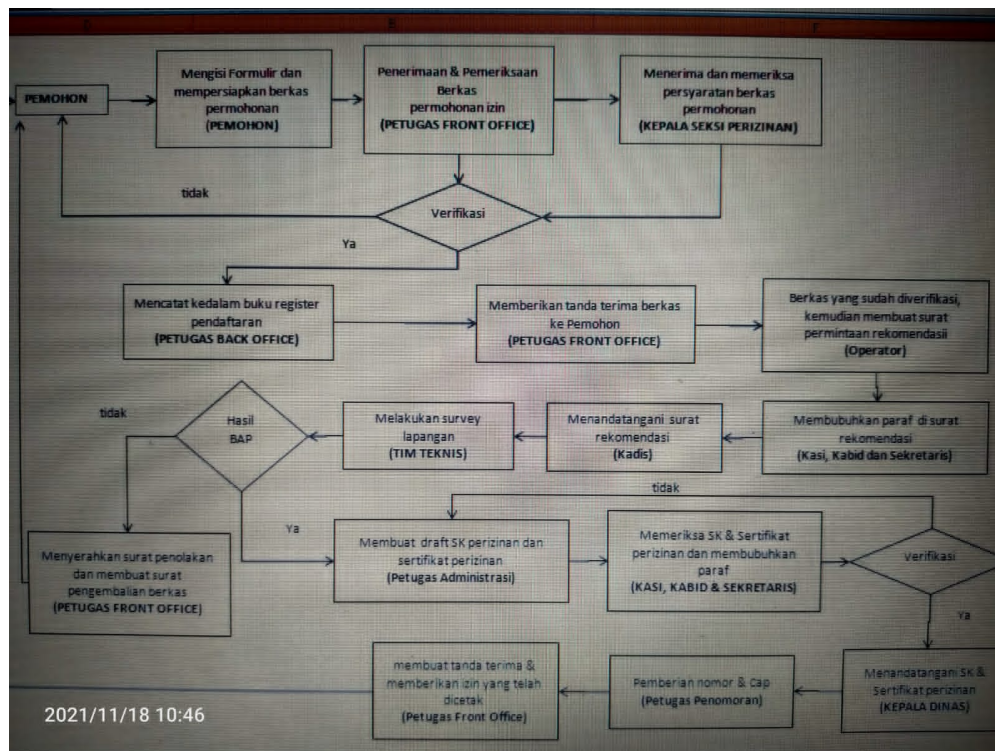 PEMOHON
Mengisi Formulir dan
mempersiapkan berkas
permohonan
(PEMOHON)
Penerimaan & Pemeriksaan
Berkas
permohonan izin
(PETUGAS FRONT OFFICE)
Menerima dan memeriksa
persyaratan berkas
permohonan
(KEPALA SEKSI PERIZINAN)
tidak
Verifikasi
Ya
Mencatat kedalam buku register
pendaftaran
(PETUGAS BACK OFFICE)
Memberikan tanda terima berkas
ke Pemohon
(PETUGAS FRONT OFFICE)
Berkas yang sudah diverifikasi,
kemudian membuat surat
permintaan rekomendasii
(Operator)
tidak
Hasil
BAP
Melakukan survey
lapangan
(TIM TEKNIS)
Menandatangani surat
rekomendasi
(Kadis)
Membubuhkan paraf di surat
rekomendasi
(Kasi, Kabid dan Sekretaris)
tidak
Menyerahkan surat penolakan
dan membuat surat
pengembalian berkas
(PETUGAS FRONT OFFICE)
Ya
Membuat draft SK perizinan dan
sertifikat perizinan
(Petugas Administrasi)
Memeriksa SK & Sertifikat
perizinan dan membubuhkan
paraf
(KASI, KABID & SEKRETARIS)
Verifikasi
Ya
membuat tanda terima &
memberikan izin yang telah
dicetak
(Petugas Front Office)
Pemberian nomor & Cap
(Petugas Penomoran)
Menandatangani SK &
Sertifikat perizinan
(KEPALA DINAS)
2021/11/18 10:46